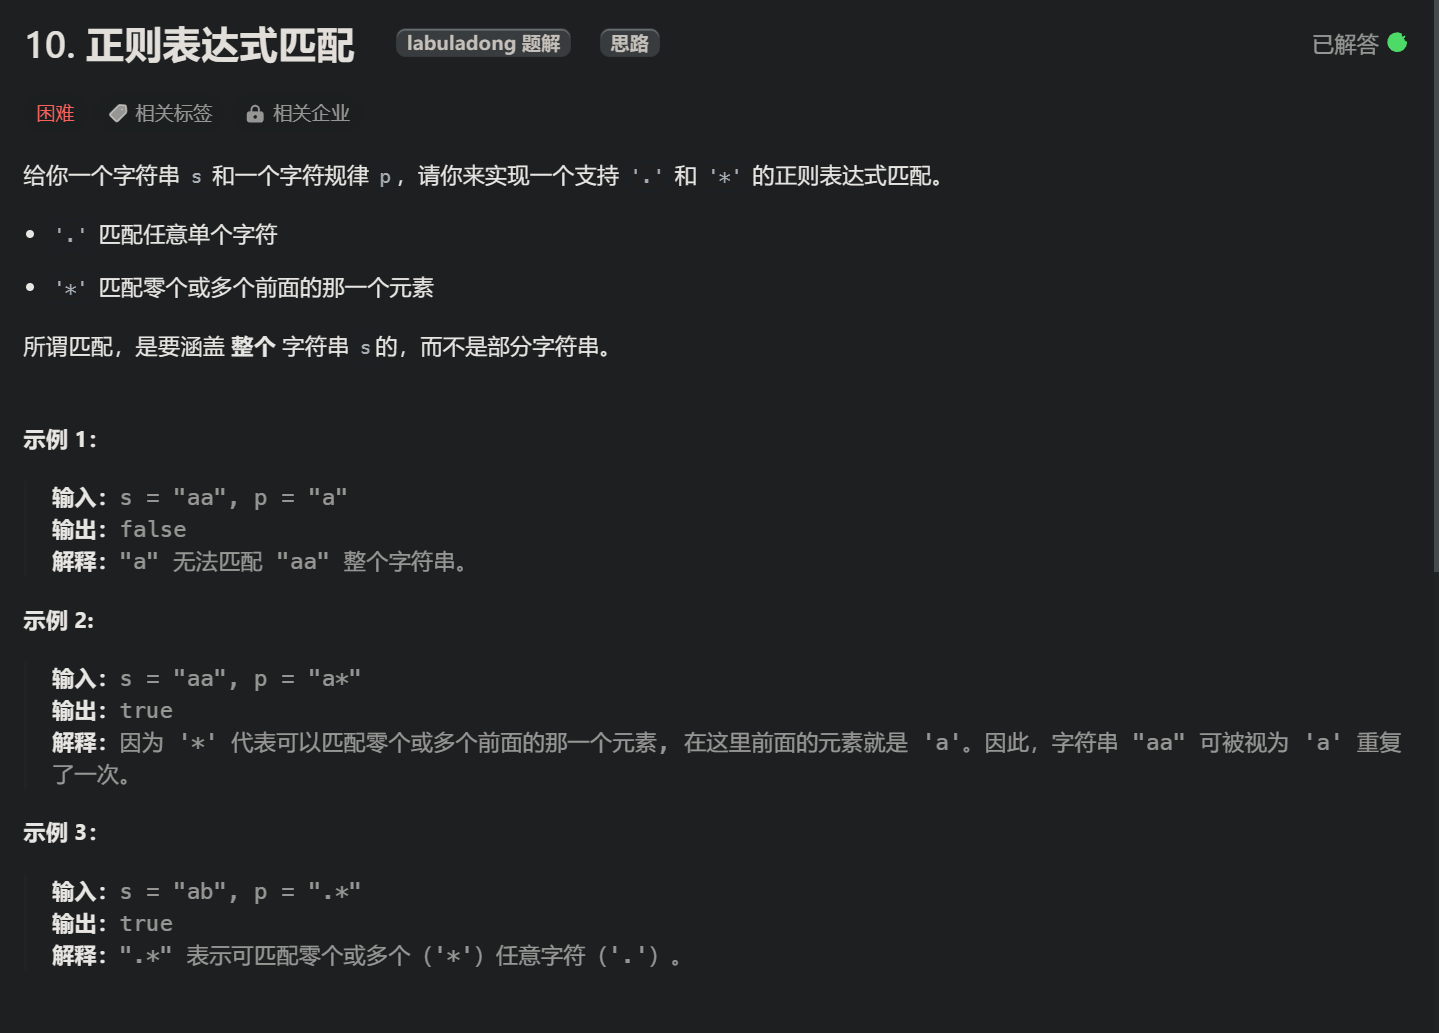 10. 正则表达式匹配 labuladong 题解 思路 已解答
困难 相关标签 相关企业
给你一个字符串 s 和一个字符规律 p，请你来实现一个支持 '.' 和 '*' 的正则表达式匹配。
• '.' 匹配任意单个字符
• '*' 匹配零个或多个前面的那一个元素
所谓匹配，是要涵盖 整个 字符串 s的，而不是部分字符串。
示例 1：
输入：s = "aa", p = "a"
输出：false
解释："a" 无法匹配 "aa" 整个字符串。
示例 2:
输入：s = "aa", p = "a*"
输出：true
解释：因为 '*' 代表可以匹配零个或多个前面的那一个元素, 在这里前面的元素就是 'a'。因此，字符串 "aa" 可被视为 'a' 重复
了一次。
示例 3：
输入：s = "ab", p = ".*"
输出：true
解释：".*" 表示可匹配零个或多个（'*'）任意字符（'.'）。